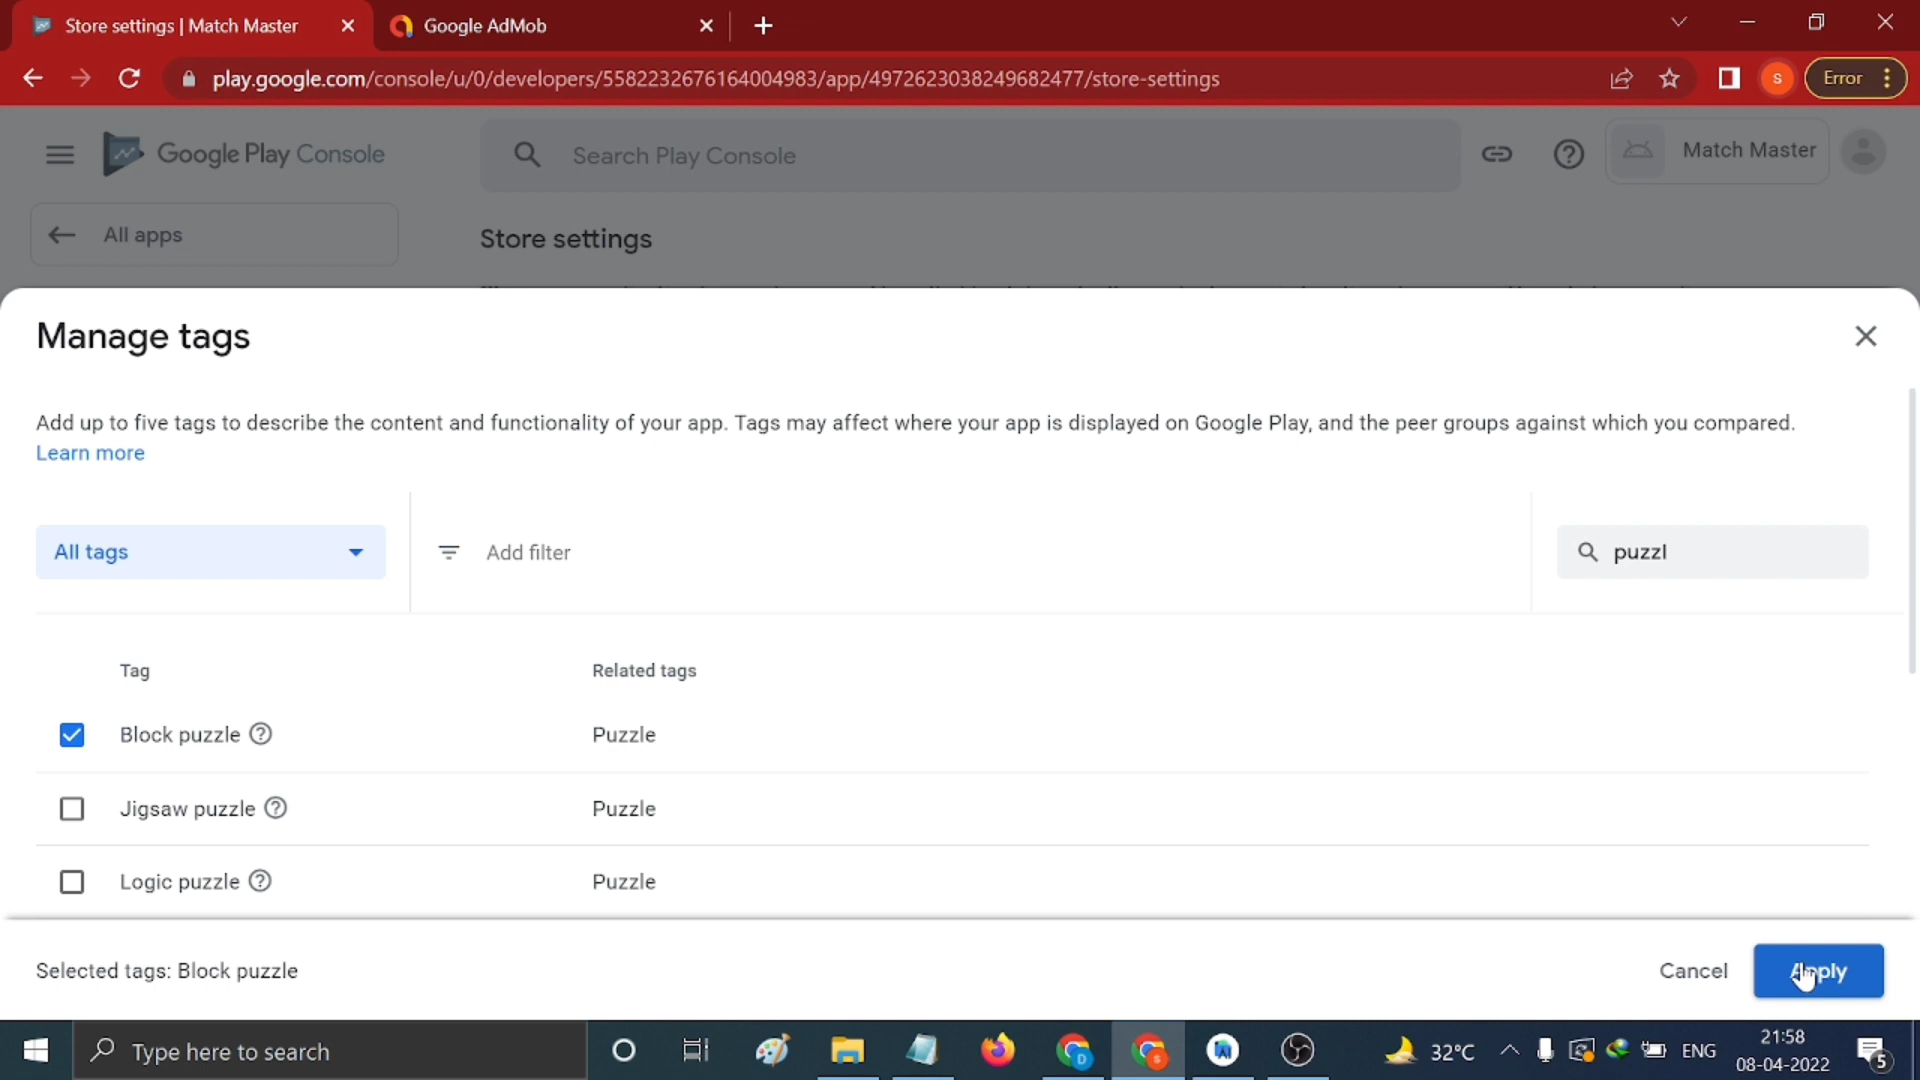 Store settings | Match Master
Google AdMob
play.google.com/console/u/0/developers/5582232676164004983/app/4972623038249682477/store-settings
S
Error
Google Play Console
Search Play Console
Match Master
All apps
Store settings
Manage tags
Add up to five tags to describe the content and functionality of your app. Tags may affect where your app is displayed on Google Play, and the peer groups against which you compared.
Learn more
All tags
Add filter
puzzl
Tag
Related tags
Block puzzle
Puzzle
Jigsaw puzzle
Puzzle
Logic puzzle
Puzzle
Selected tags: Block puzzle
Cancel
Apply
Type here to search
D
S
32°C
ENG
21:58
08-04-2022
5